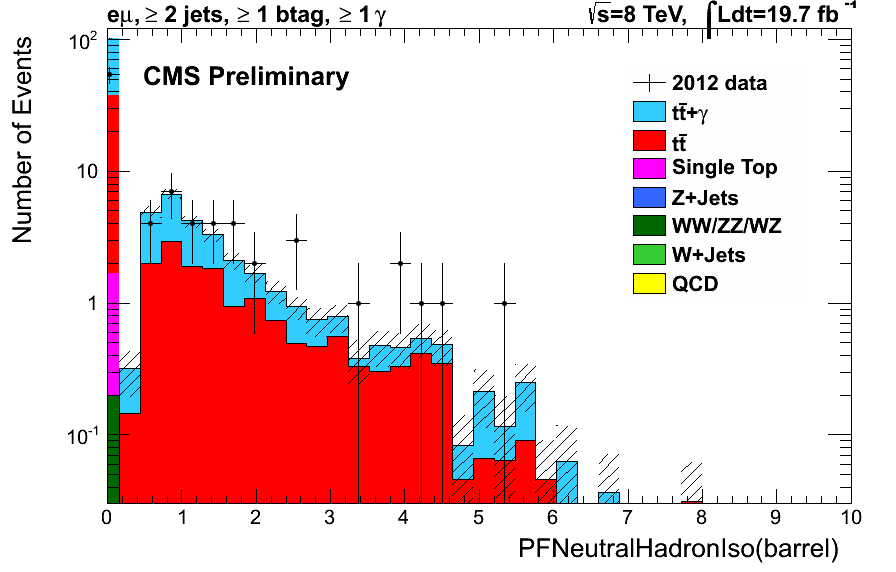 eμ, ≥ 2 jets, ≥ 1 btag, ≥ 1 γ
√s=8 TeV, ∫Ldt=19.7 fb⁻¹
Number of Events
10²
10
1
10⁻¹
CMS Preliminary
2012 data
tt̄+γ
tt̄
Single Top
Z+Jets
WW/ZZ/WZ
W+Jets
QCD
0 1 2 3 4 5 6 7 8 9 10
PFNeutralHadronIso(barrel)